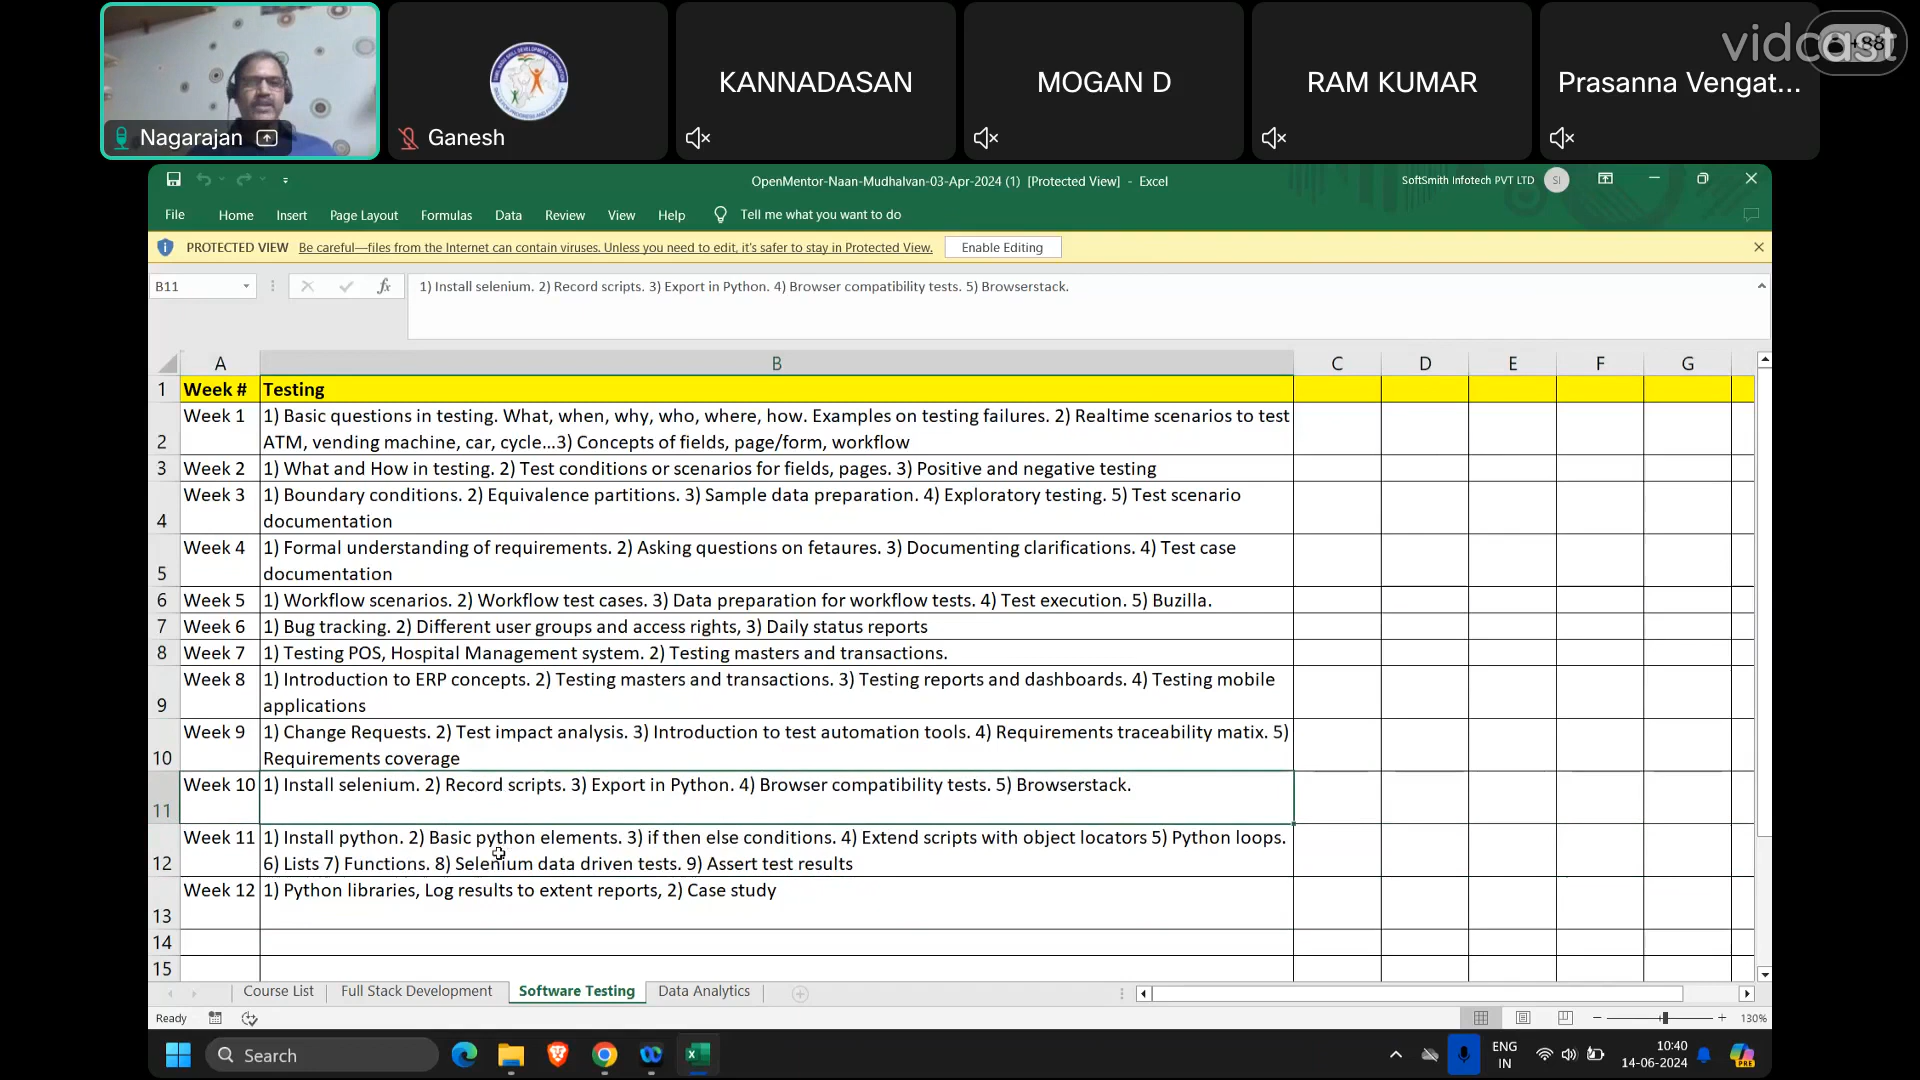 vidcast
+88
KANNADASAN
MOGAN D
RAM KUMAR
Prasanna Vengat...
Nagarajan
Ganesh
OpenMentor-Naan-Mudhalvan-03-Apr-2024 (1) [Protected View] - Excel
SoftSmith Infotech PVT LTD
SI
File Home Insert Page Layout Formulas Data Review View Help Tell me what you want to do
PROTECTED VIEW Be careful—files from the Internet can contain viruses. Unless you need to edit, it's safer to stay in Protected View. Enable Editing
B11
fx
1) Install selenium. 2) Record scripts. 3) Export in Python. 4) Browser compatibility tests. 5) Browserstack.
A B C D E F G
1 Week # Testing
Week 1 1) Basic questions in testing. What, when, why, who, where, how. Examples on testing failures. 2) Realtime scenarios to test
2 ATM, vending machine, car, cycle...3) Concepts of fields, page/form, workflow
3 Week 2 1) What and How in testing. 2) Test conditions or scenarios for fields, pages. 3) Positive and negative testing
Week 3 1) Boundary conditions. 2) Equivalence partitions. 3) Sample data preparation. 4) Exploratory testing. 5) Test scenario
4 documentation
Week 4 1) Formal understanding of requirements. 2) Asking questions on fetaures. 3) Documenting clarifications. 4) Test case
5 documentation
6 Week 5 1) Workflow scenarios. 2) Workflow test cases. 3) Data preparation for workflow tests. 4) Test execution. 5) Buzilla.
7 Week 6 1) Bug tracking. 2) Different user groups and access rights, 3) Daily status reports
8 Week 7 1) Testing POS, Hospital Management system. 2) Testing masters and transactions.
Week 8 1) Introduction to ERP concepts. 2) Testing masters and transactions. 3) Testing reports and dashboards. 4) Testing mobile
9 applications
Week 9 1) Change Requests. 2) Test impact analysis. 3) Introduction to test automation tools. 4) Requirements traceability matix. 5)
10 Requirements coverage
Week 10 1) Install selenium. 2) Record scripts. 3) Export in Python. 4) Browser compatibility tests. 5) Browserstack.
11
Week 11 1) Install python. 2) Basic python elements. 3) if then else conditions. 4) Extend scripts with object locators 5) Python loops.
12 6) Lists 7) Functions. 8) Selenium data driven tests. 9) Assert test results
Week 12 1) Python libraries, Log results to extent reports, 2) Case study
13
14
15
Course List Full Stack Development Software Testing Data Analytics
Ready
130%
Search
ENG
IN
10:40
14-06-2024
PRE